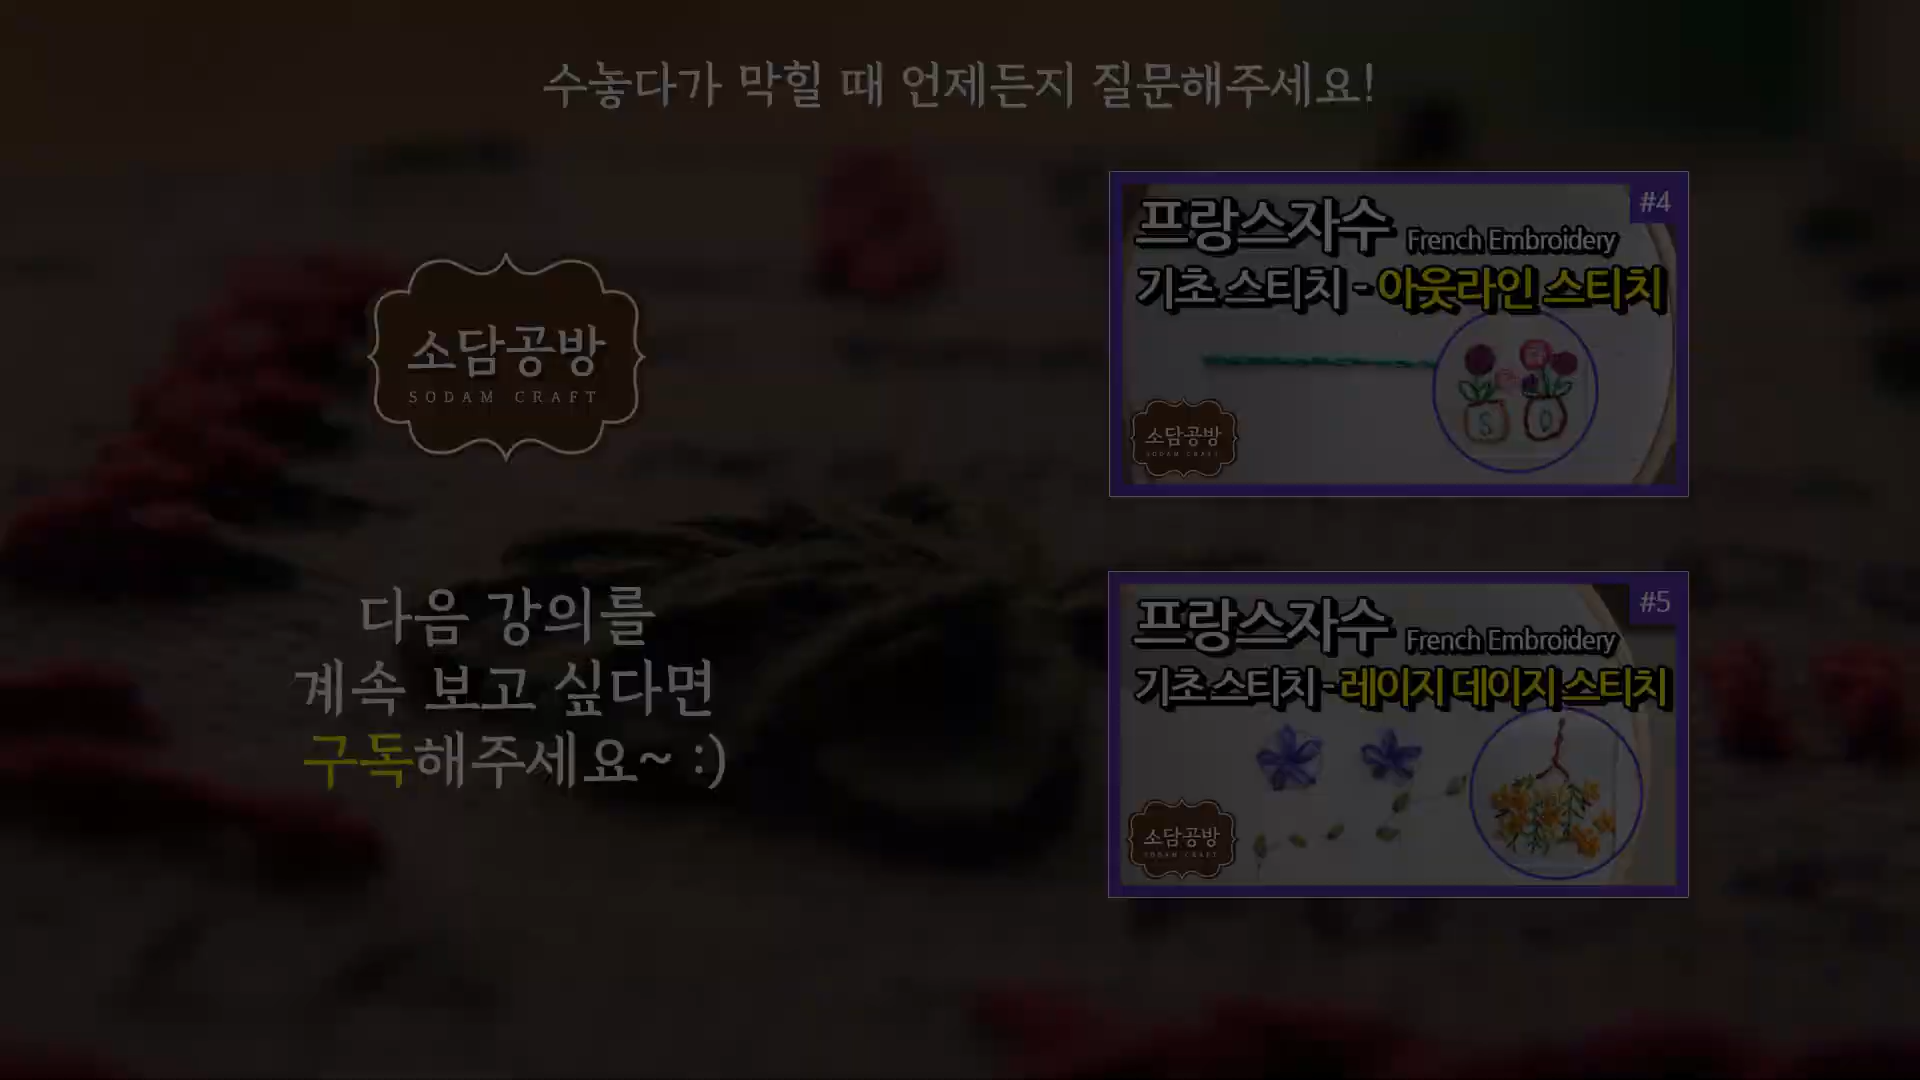 수놓다가 막힐 때 언제든지 질문해주세요!
소담공방
SODAM CRAFT
다음 강의를
계속 보고 싶다면
구독해주세요~ :)
#4
프랑스자수 French Embroidery
기초 스티치 - 아웃라인 스티치
S O
소담공방
SODAM CRAFT
#5
프랑스자수 French Embroidery
기초 스티치 - 레이지 데이지 스티치
소담공방
SODAM CRAFT